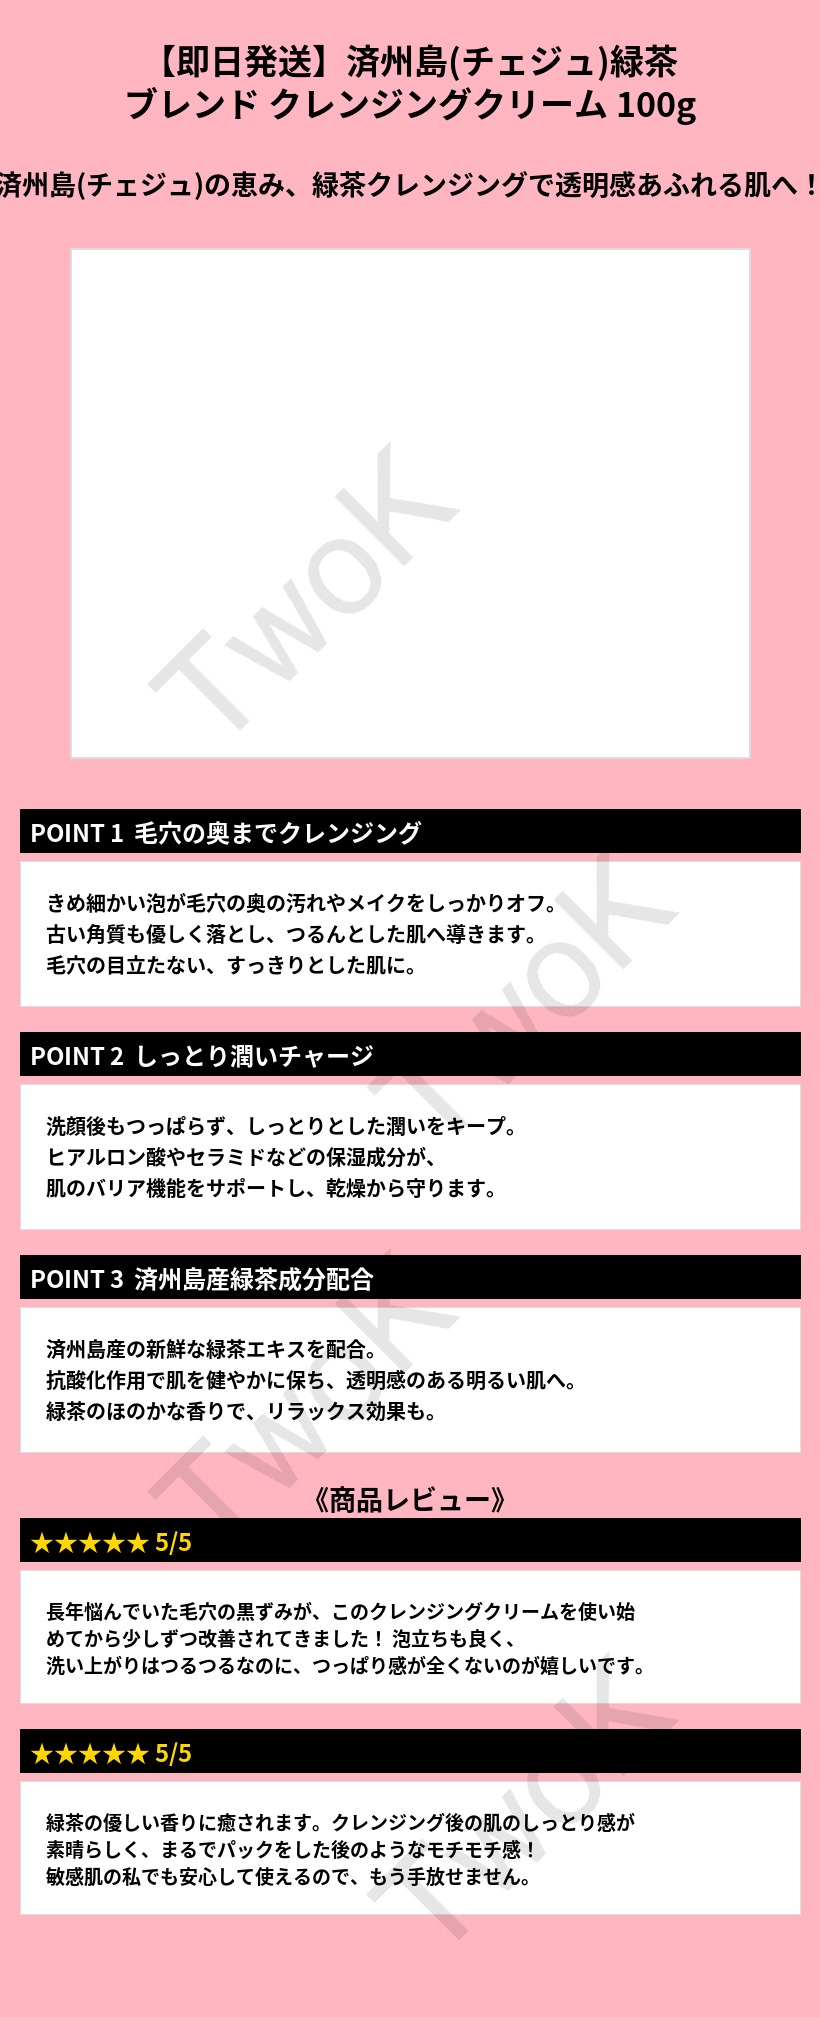 【即日発送】済州島(チェジュ)緑茶
ブレンド クレンジングクリーム 100g
済州島(チェジュ)の恵み、緑茶クレンジングで透明感あふれる肌へ！
TwoK
POINT 1 毛穴の奥までクレンジング
きめ細かい泡が毛穴の奥の汚れやメイクをしっかりオフ。
古い角質も優しく落とし、つるんとした肌へ導きます。
毛穴の目立たない、すっきりとした肌に。
TwoK
POINT 2 しっとり潤いチャージ
洗顔後もつっぱらず、しっとりとした潤いをキープ。
ヒアルロン酸やセラミドなどの保湿成分が、
肌のバリア機能をサポートし、乾燥から守ります。
POINT 3 済州島産緑茶成分配合
済州島産の新鮮な緑茶エキスを配合。
抗酸化作用で肌を健やかに保ち、透明感のある明るい肌へ。
緑茶のほのかな香りで、リラックス効果も。
TwoK
《商品レビュー》
★★★★★ 5/5
長年悩んでいた毛穴の黒ずみが、このクレンジングクリームを使い始
めてから少しずつ改善されてきました！ 泡立ちも良く、
洗い上がりはつるつるなのに、つっぱり感が全くないのが嬉しいです。
★★★★★ 5/5
緑茶の優しい香りに癒されます。クレンジング後の肌のしっとり感が
素晴らしく、まるでパックをした後のようなモチモチ感！
敏感肌の私でも安心して使えるので、もう手放せません。
TwoK